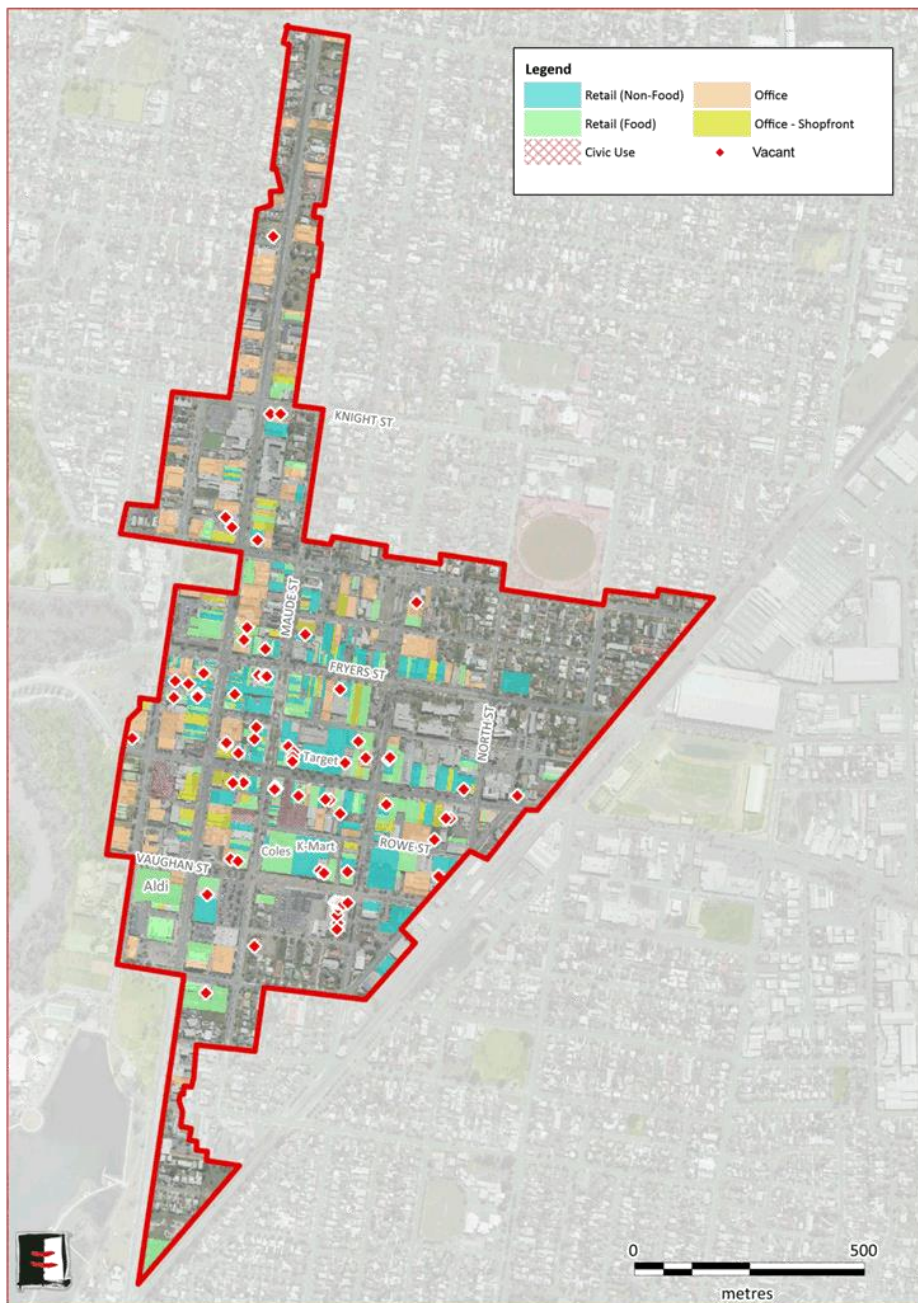 Legend
Retail (Non-Food)
Office
Retail (Food)
Office - Shopfront
Civic Use
Vacant
KNIGHT ST
MAUDE ST
FRYERS ST
NORTH ST
Target
K-Mart
Coles
ROWE ST
VAUGHAN ST
Aldi
0 500
metres